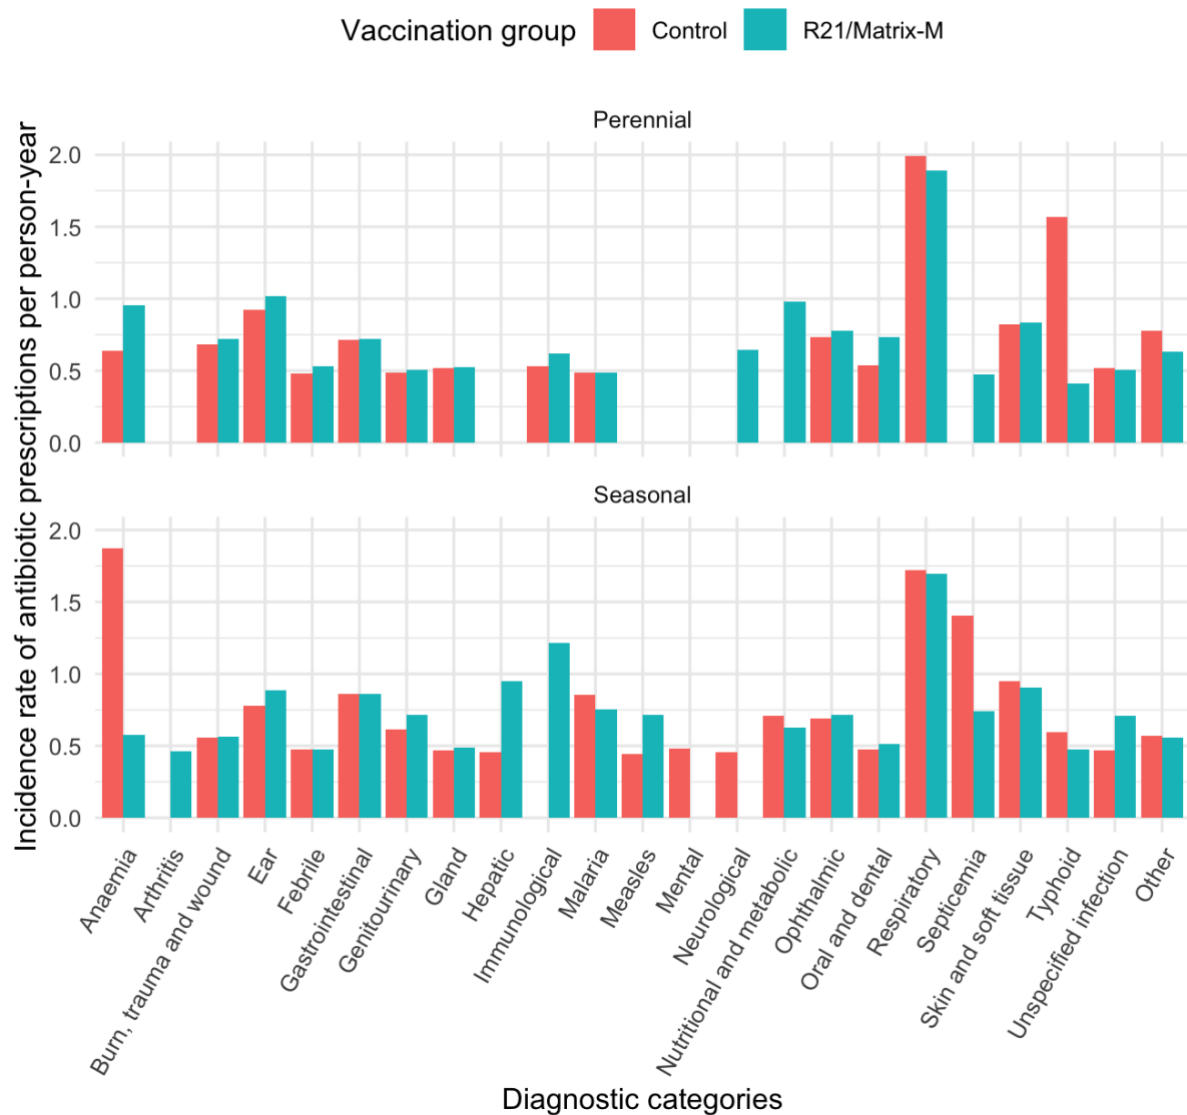 Vaccination group Control R21/Matrix-M
Incidence rate of antibiotic prescriptions per person-year
Perennial
2.0
1.5
1.0
0.5
0.0
Seasonal
2.0
1.5
1.0
0.5
0.0
Anaemia
Arthritis
Burn, trauma and wound
Ear
Febrile
Gastrointestinal
Genitourinary
Gland
Hepatic
Immunological
Malaria
Measles
Mental
Neurological
Nutritional and metabolic
Ophthalmic
Oral and dental
Respiratory
Septicemia
Skin and soft tissue
Typhoid
Unspecified infection
Other
Diagnostic categories